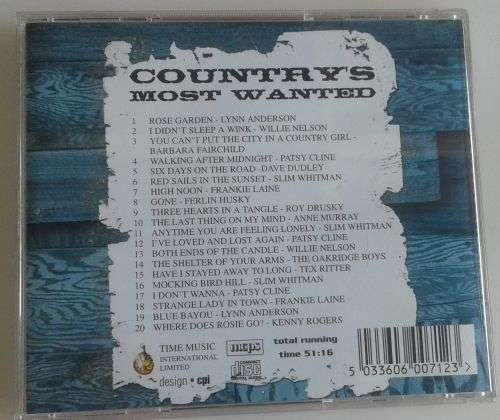 COUNTRY'S
MOST WANTED
1 ROSE GARDEN - LYNN ANDERSON
2 I DIDN'T SLEEP A WINK - WILLIE NELSON
3 YOU CAN'T PUT THE CITY IN A COUNTRY GIRL -
BARBARA FAIRCHILD
4 WALKING AFTER MIDNIGHT - PATSY CLINE
5 SIX DAYS ON THE ROAD -DAVE DUDLEY
6 RED SAILS IN THE SUNSET - SLIM WHITMAN
7 HIGH NOON - FRANKIE LAINE
8 GONE - FERLIN HUSKY
9 THREE HEARTS IN A TANGLE - ROY DRUSKY
10 THE LAST THING ON MY MIND - ANNE MURRAY
11 ANYTIME YOU ARE FEELING LONELY - SLIM WHITMAN
12 I'VE LOVED AND LOST AGAIN - PATSY CLINE
13 BOTH ENDS OF THE CANDLE - WILLIE NELSON
14 THE SHELTER OF YOUR ARMS - THE OAKRIDGE BOYS
15 HAVE I STAYED AWAY TO LONG - TEX RITTER
16 MOCKING BIRD HILL - SLIM WHITMAN
17 I DON'T WANNA - PATSY CLINE
18 STRANGE LADY IN TOWN - FRANKIE LAINE
19 BLUE BAYOU - LYNN ANDERSON
20 WHERE DOES ROSIE GO? - KENNY ROGERS
TIME MUSIC
INTERNATIONAL
LIMITED
design · cpi
mcps
COMPACT
disc
DIGITAL AUDIO
total running
time 51:16
5 033606 007123 >